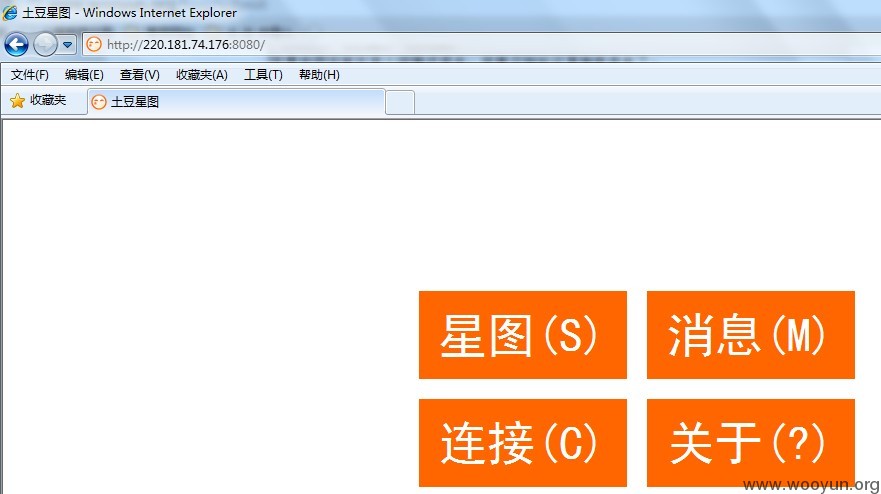 土豆星图 - Windows Internet Explorer
http://220.181.74.176:8080/
文件(F) 编辑(E) 查看(V) 收藏夹(A) 工具(T) 帮助(H)
收藏夹 土豆星图
星图(S) 消息(M)
连接(C) 关于(?)
www.wooyun.org